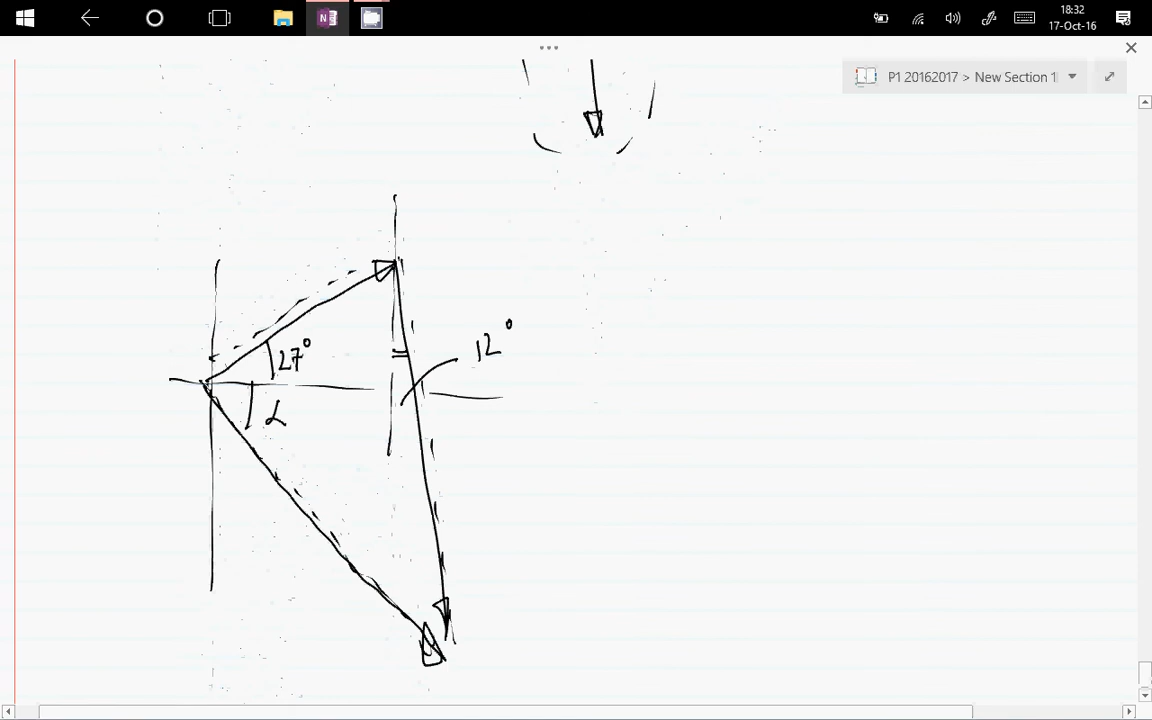 18:32
17-Oct-16
P1 20162017 > New Section 1
12°
27°
α